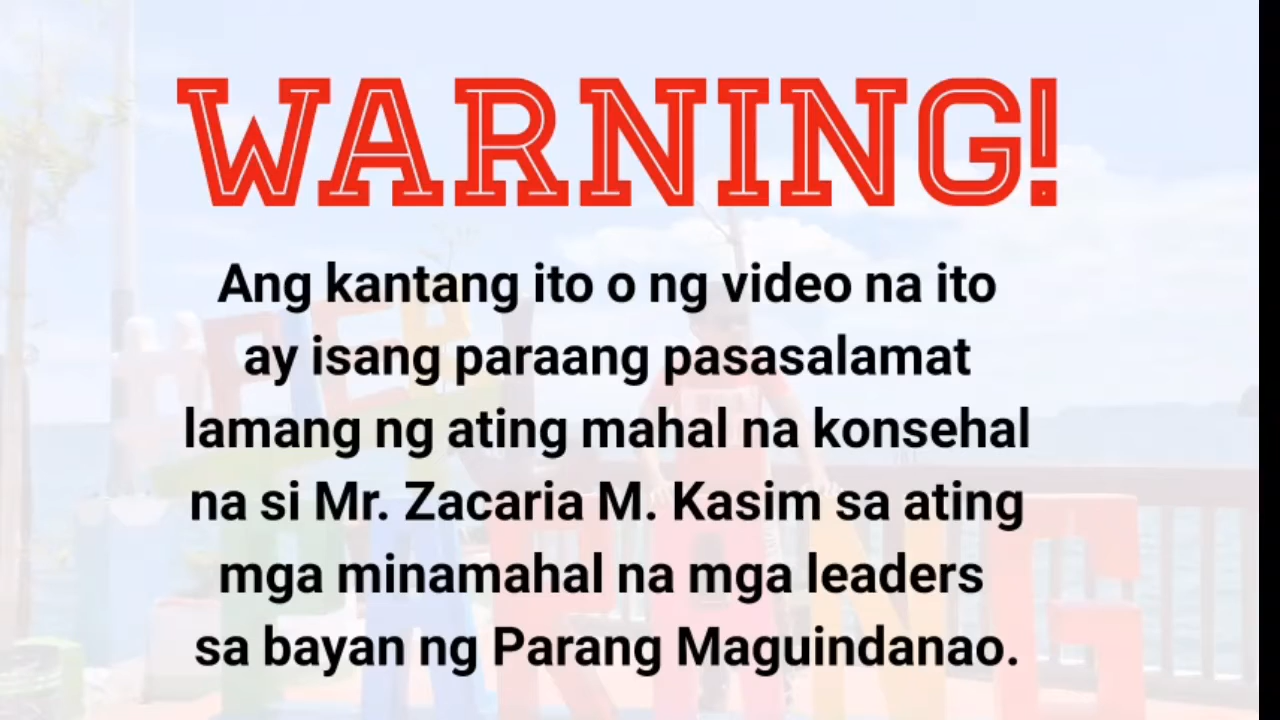 WARNING!
Ang kantang ito o ng video na ito
ay isang paraang pasasalamat
lamang ng ating mahal na konsehal
na si Mr. Zacaria M. Kasim sa ating
mga minamahal na mga leaders
sa bayan ng Parang Maguindanao.
PARANG